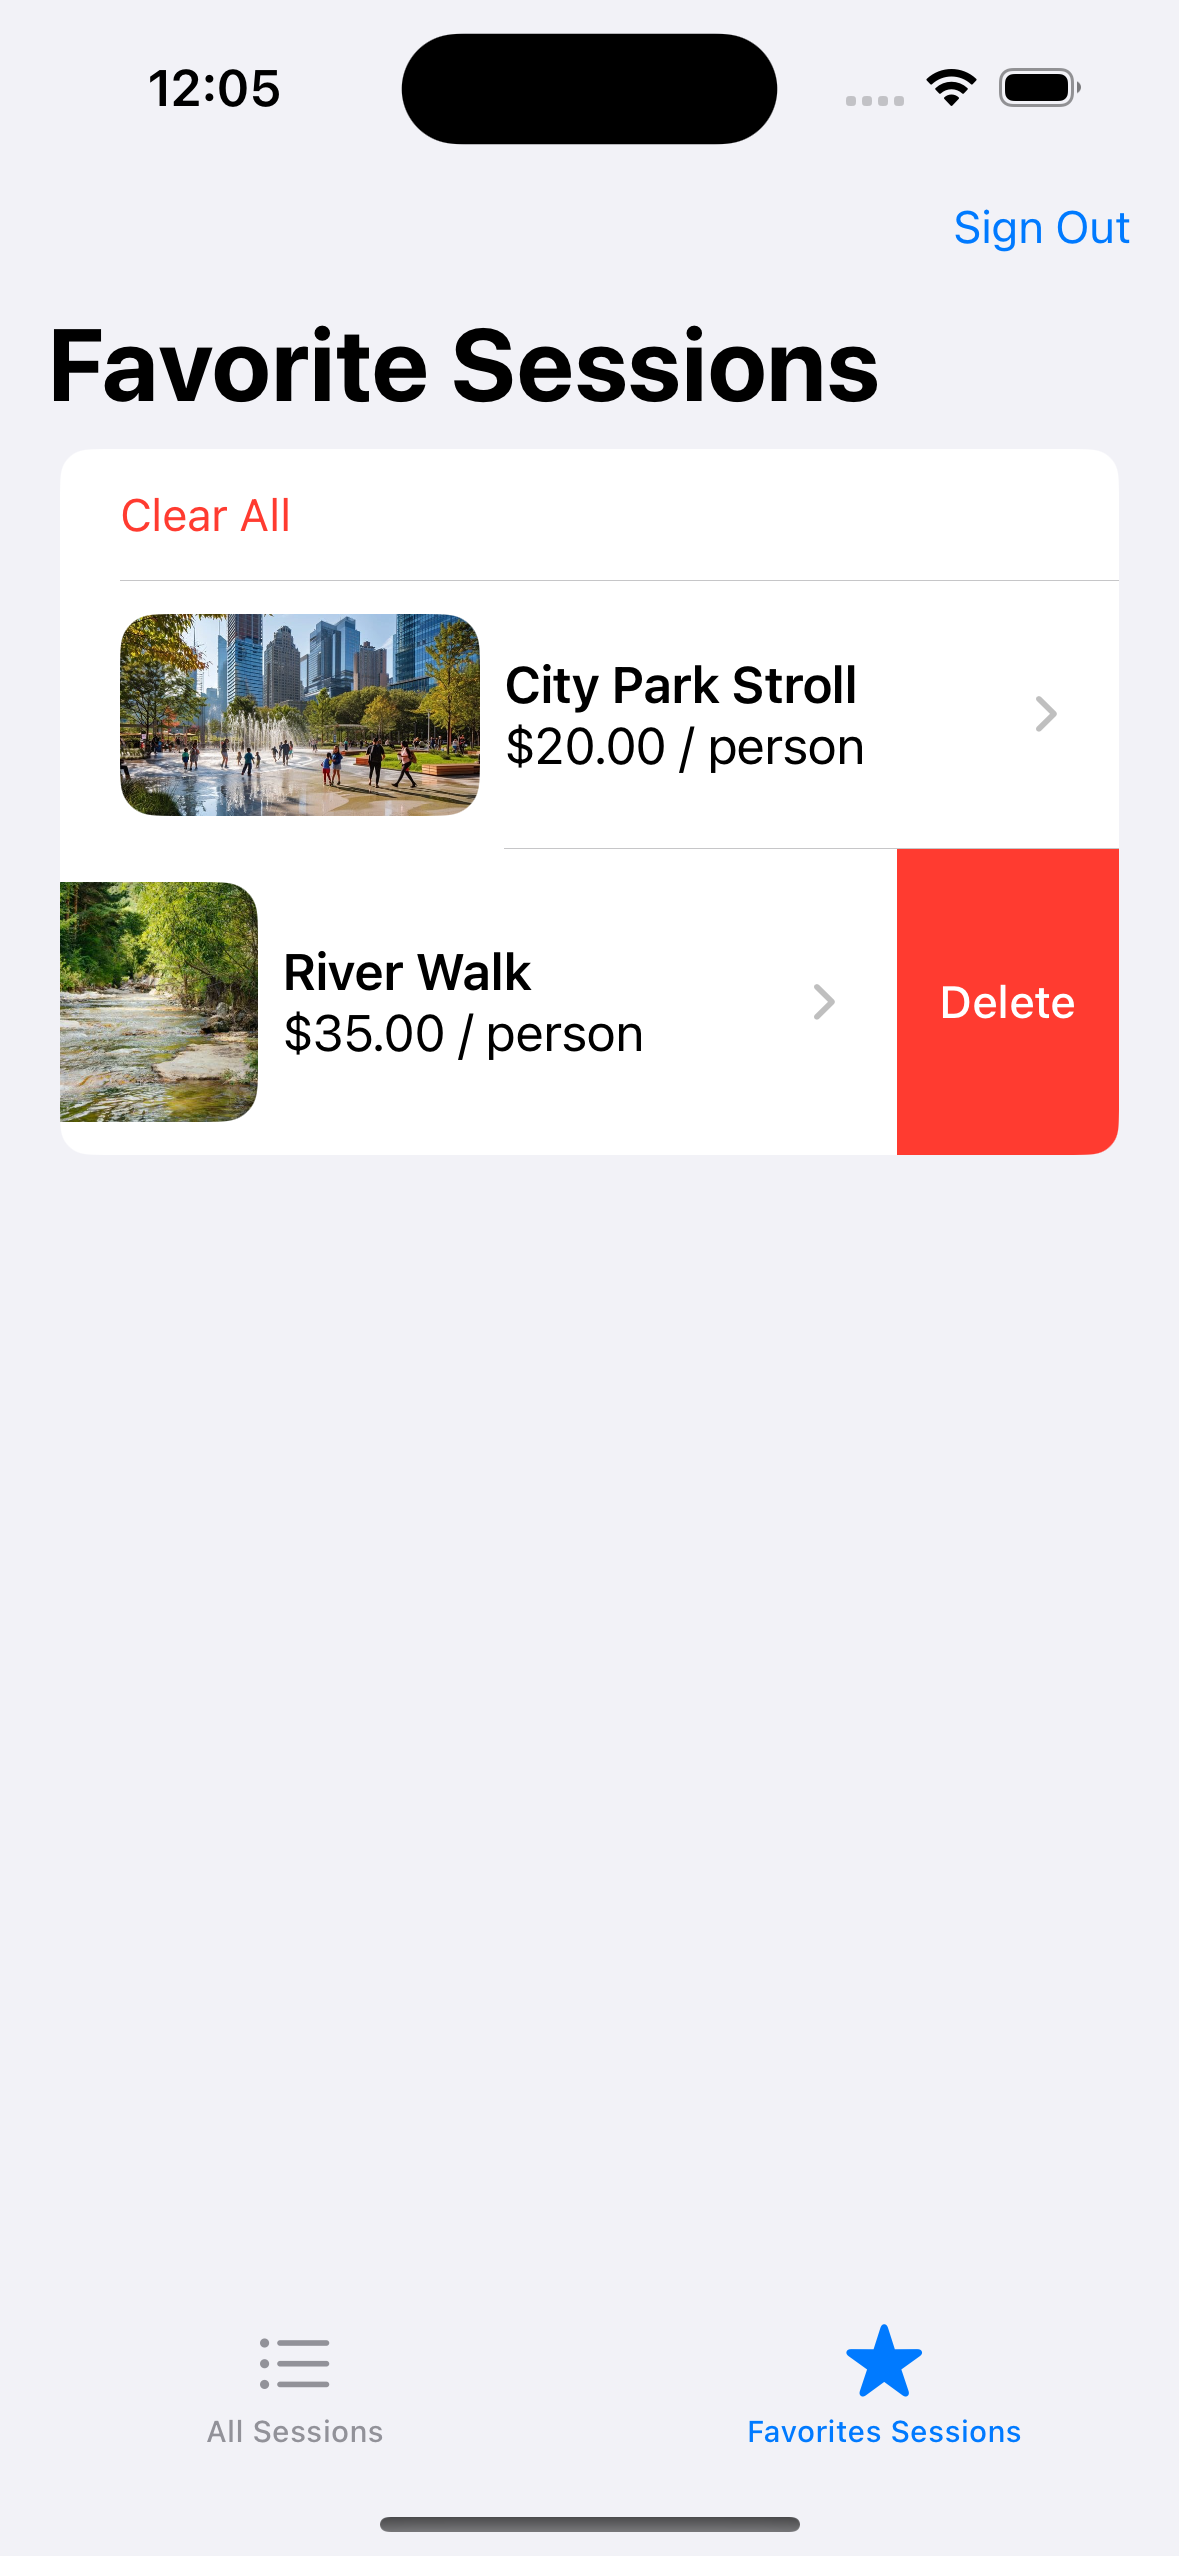 12:05
Sign Out
Favorite Sessions
Clear All
City Park Stroll
$20.00 / person
River Walk
$35.00 / person
Delete
All Sessions
Favorites Sessions